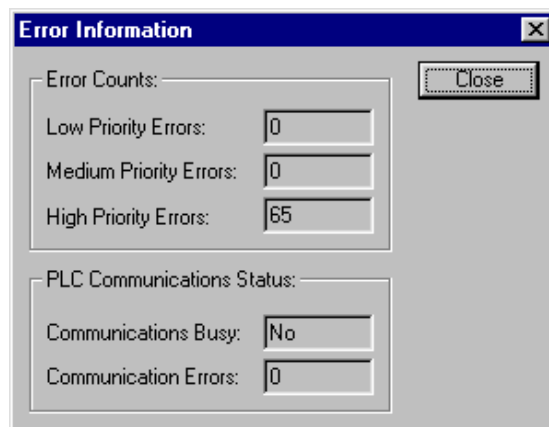 Error Information
Close
Error Counts:
Low Priority Errors: 0
Medium Priority Errors: 0
High Priority Errors: 65
PLC Communications Status:
Communications Busy: No
Communication Errors: 0